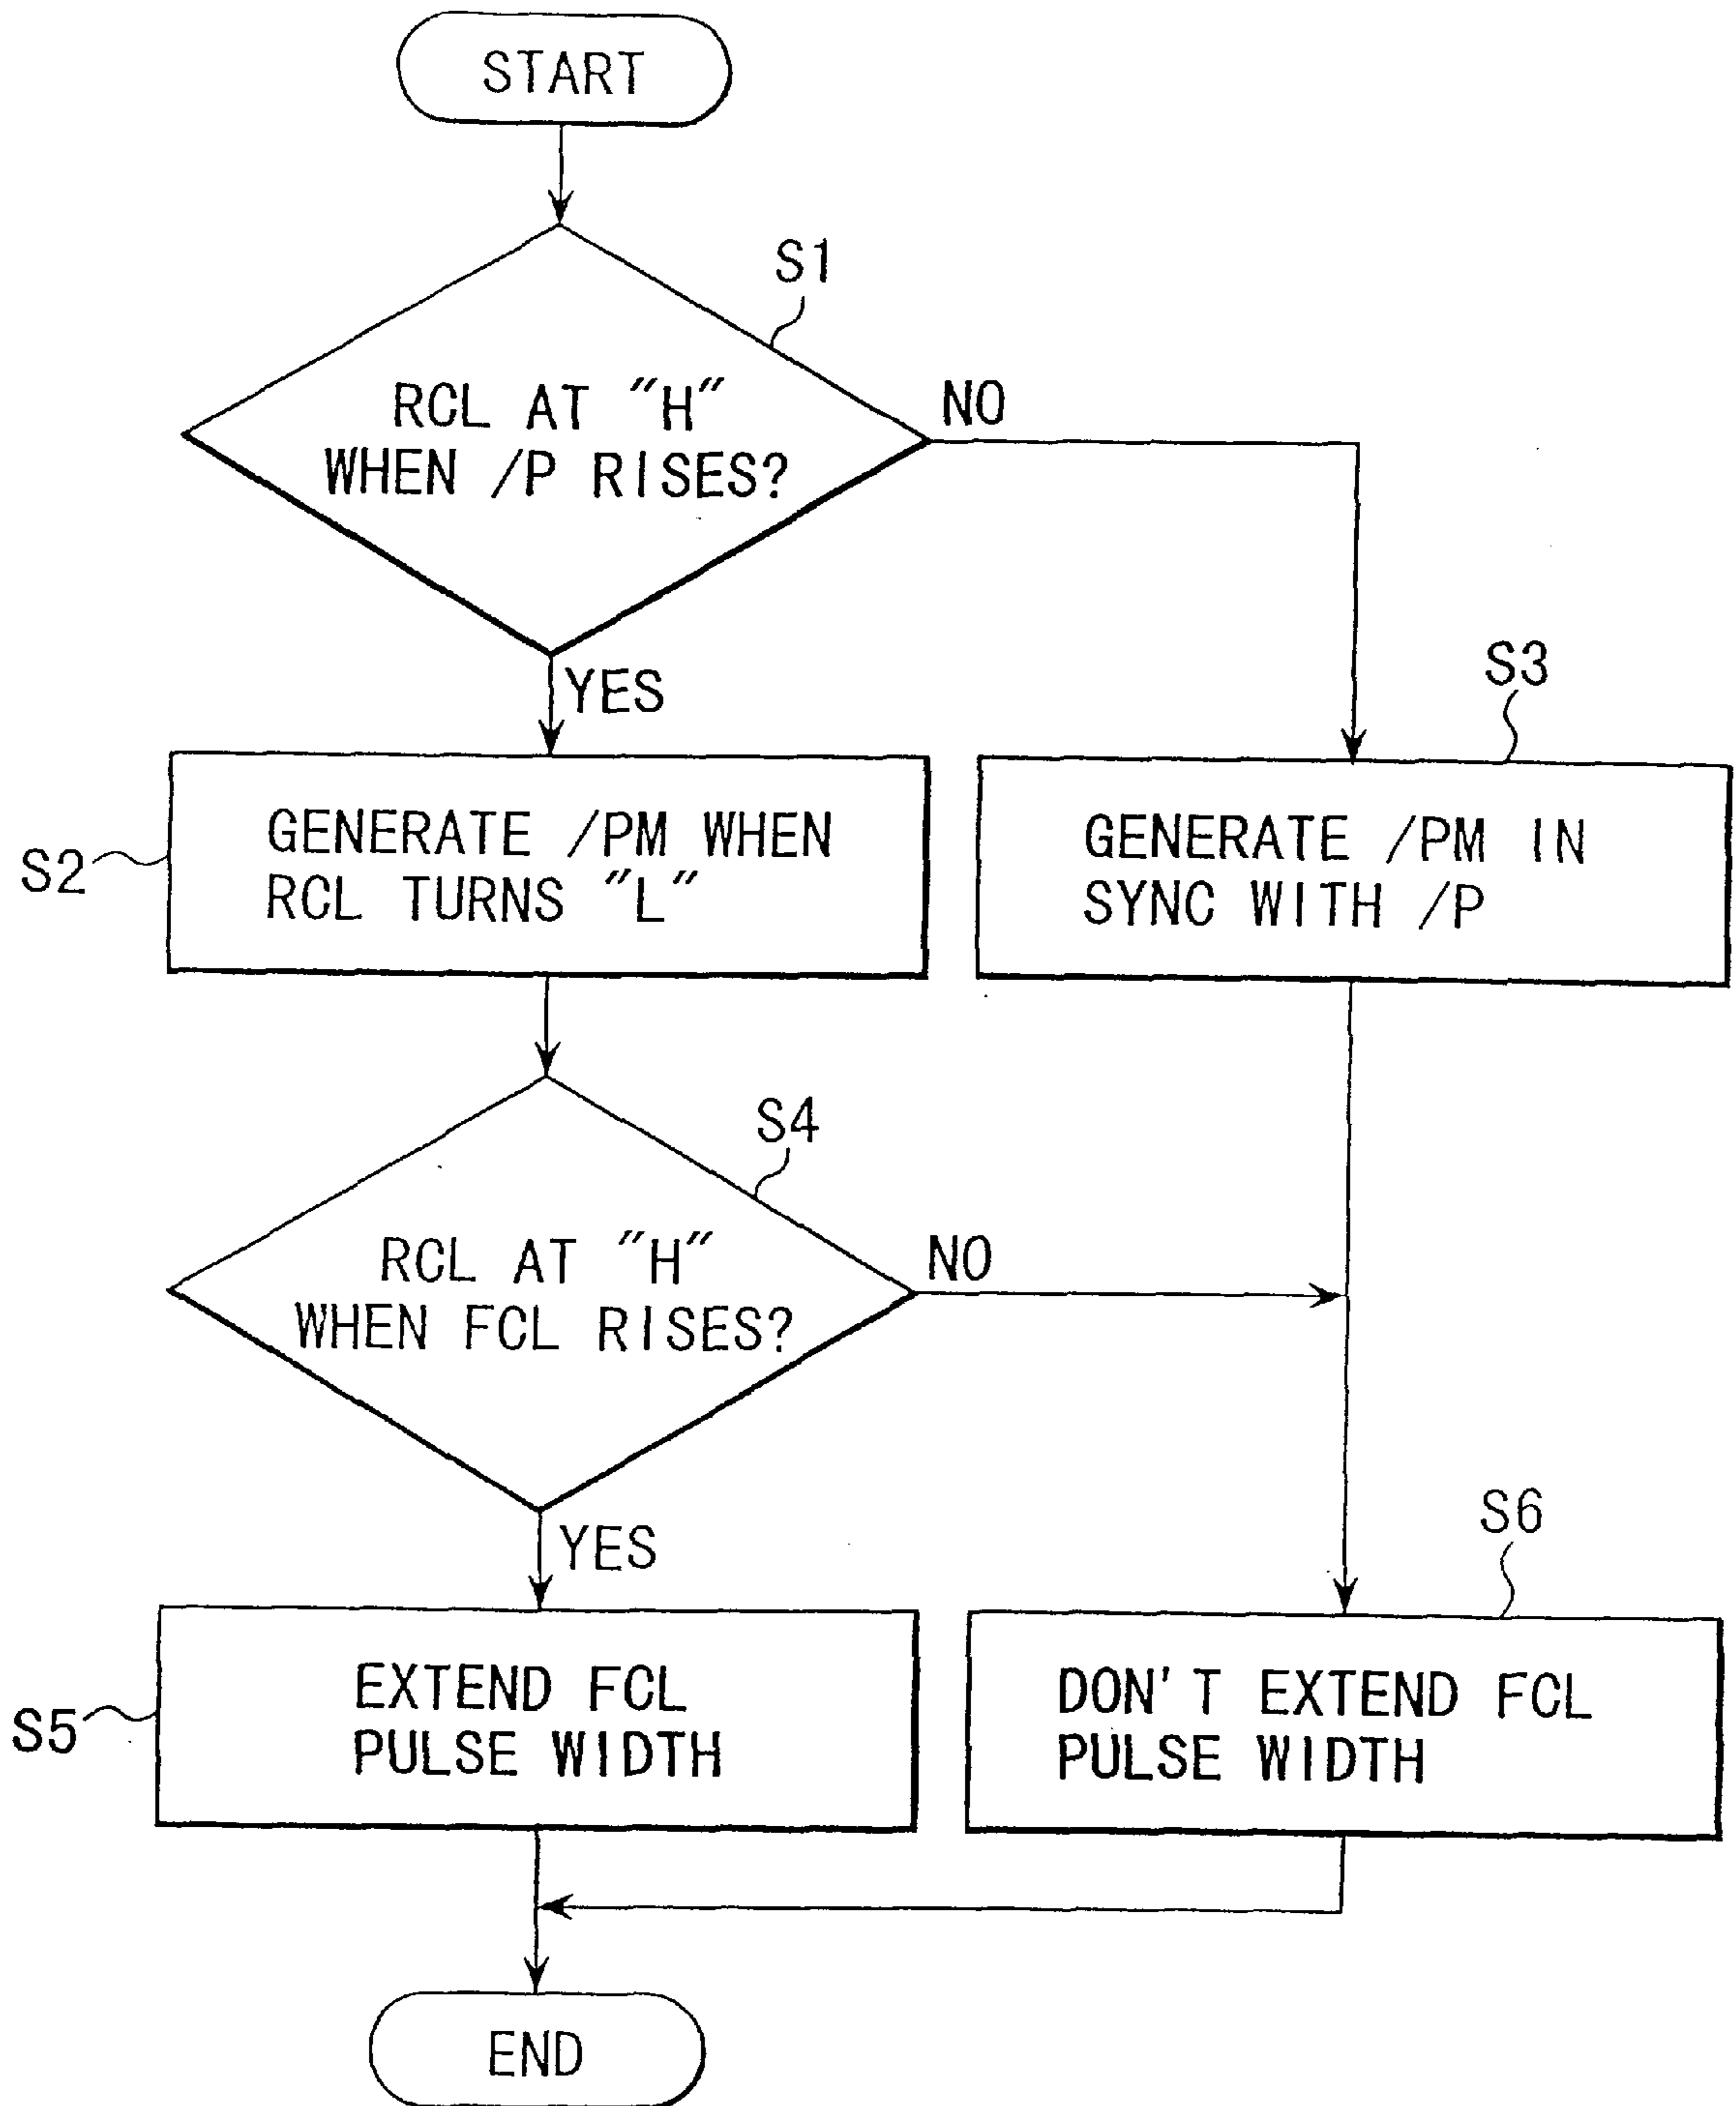 START
S1
RCL AT "H"
WHEN /P RISES?
NO
YES
S3
S2
GENERATE /PM WHEN
RCL TURNS "L"
GENERATE /PM IN
SYNC WITH /P
S4
RCL AT "H"
WHEN FCL RISES?
NO
YES
S6
S5
EXTEND FCL
PULSE WIDTH
DON'T EXTEND FCL
PULSE WIDTH
END